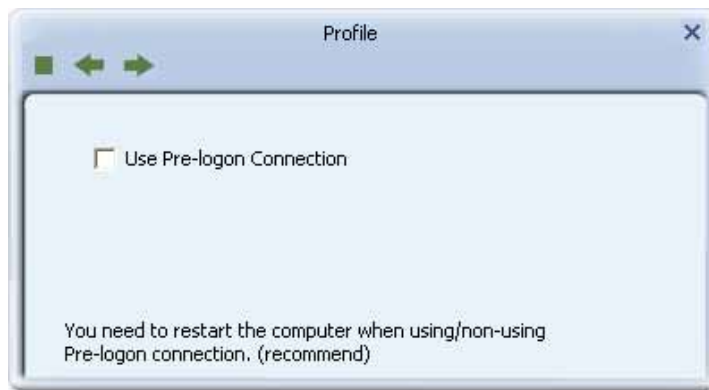 Profile
Use Pre-logon Connection
You need to restart the computer when using/non-using
Pre-logon connection. (recommend)